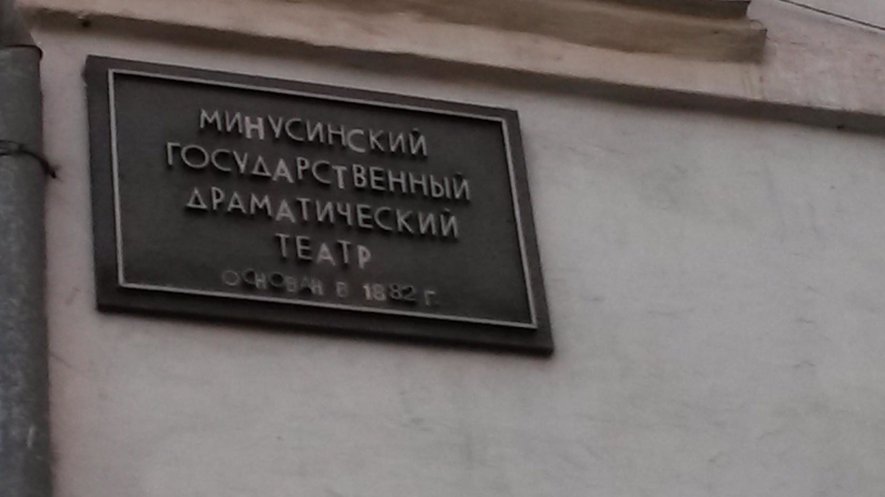 МИНУСИНСКИЙ
ГОСУДАРСТВЕННЫЙ
ДРАМАТИЧЕСКИЙ
ТЕАТР
ОСНОВАН В 1882 Г.